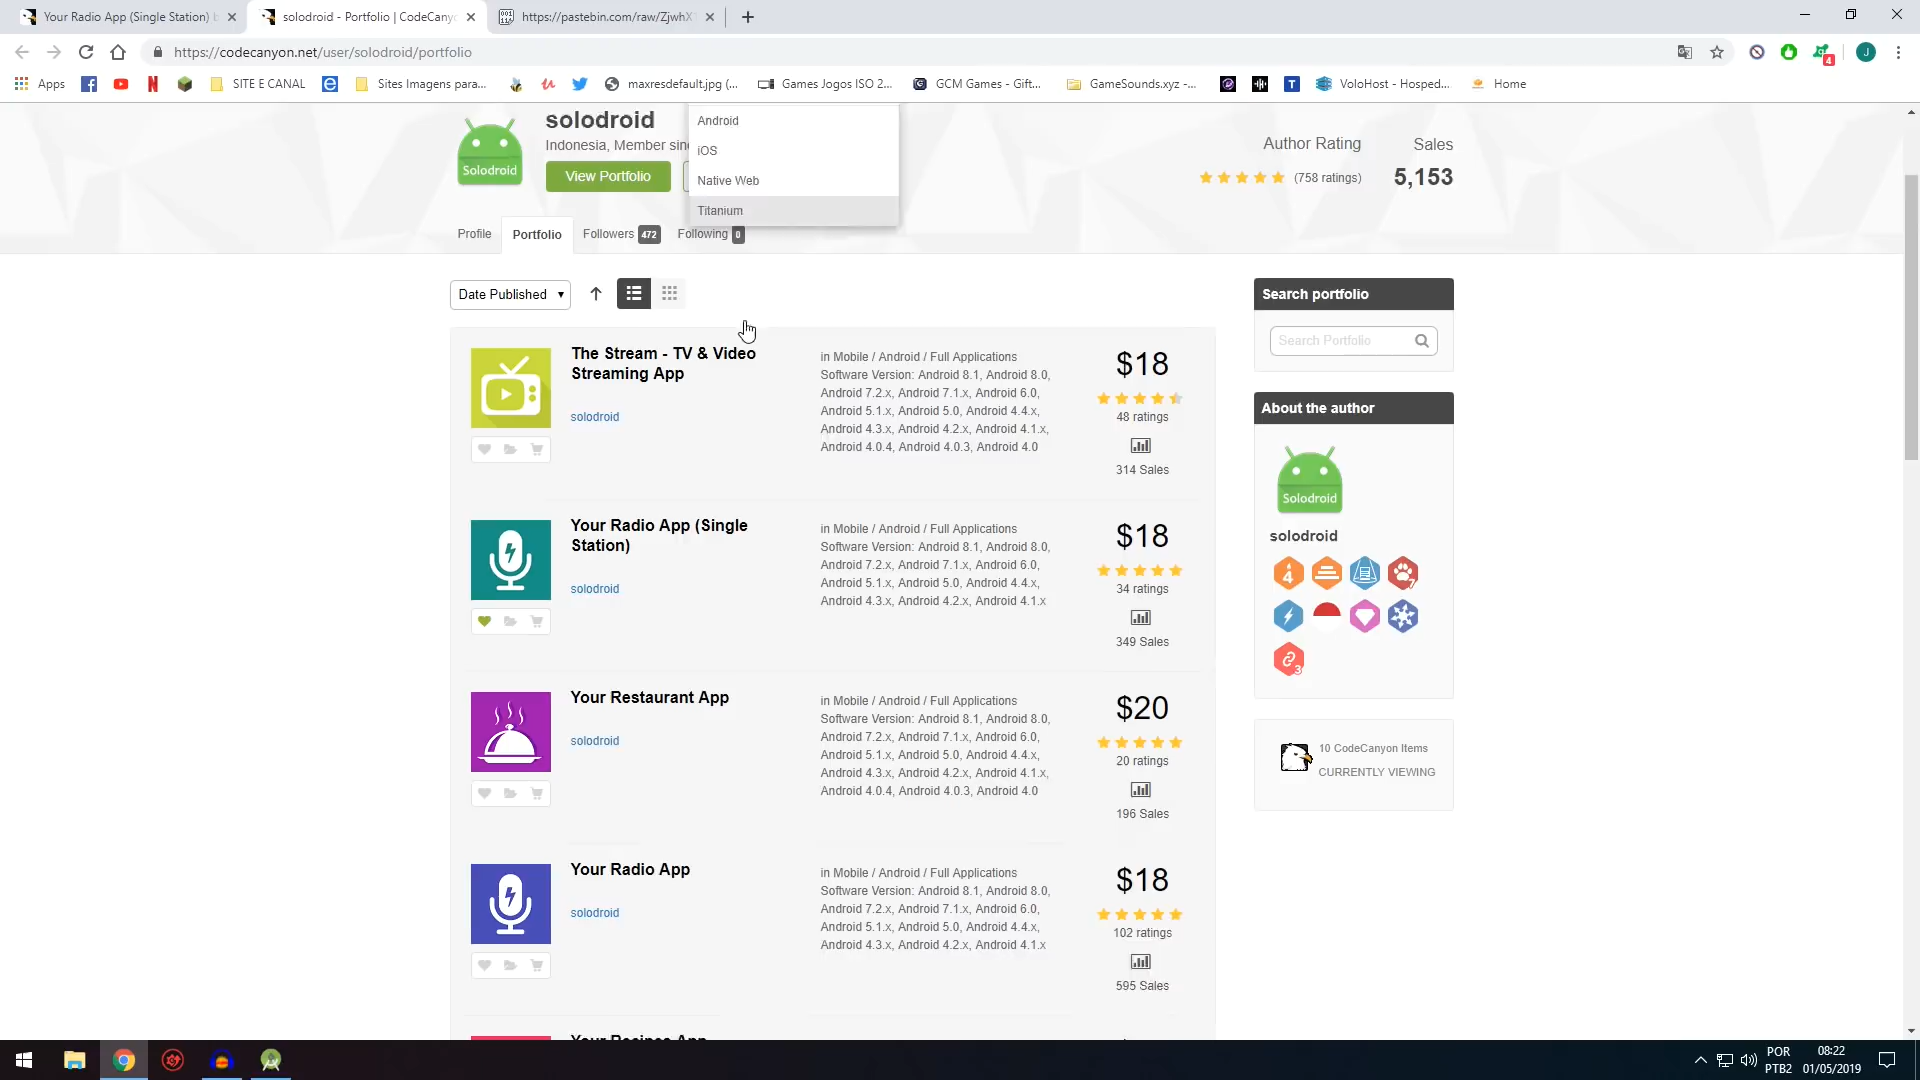 Your Radio App (Single Station) b
solodroid - Portfolio | CodeCanyo
https://pastebin.com/raw/ZjwhX
https://codecanyon.net/user/solodroid/portfolio
4
J
Apps
SITE E CANAL
Sites Imagens para...
maxresdefault.jpg (...
Games Jogos ISO 2...
GCM Games - Gift...
GameSounds.xyz -...
T
VoloHost - Hosped...
Home
Solodroid
solodroid
Indonesia, Member sinc
View Portfolio
Android
iOS
Native Web
Titanium
Author Rating
(758 ratings)
Sales
5,153
Profile
Portfolio
Followers 472
Following 0
Date Published
The Stream - TV & Video
Streaming App
solodroid
in Mobile / Android / Full Applications
Software Version: Android 8.1, Android 8.0,
Android 7.2.x, Android 7.1.x, Android 6.0,
Android 5.1.x, Android 5.0, Android 4.4.x,
Android 4.3.x, Android 4.2.x, Android 4.1.x,
Android 4.0.4, Android 4.0.3, Android 4.0
$18
48 ratings
314 Sales
Your Radio App (Single
Station)
solodroid
in Mobile / Android / Full Applications
Software Version: Android 8.1, Android 8.0,
Android 7.2.x, Android 7.1.x, Android 6.0,
Android 5.1.x, Android 5.0, Android 4.4.x,
Android 4.3.x, Android 4.2.x, Android 4.1.x
$18
34 ratings
349 Sales
Your Restaurant App
solodroid
in Mobile / Android / Full Applications
Software Version: Android 8.1, Android 8.0,
Android 7.2.x, Android 7.1.x, Android 6.0,
Android 5.1.x, Android 5.0, Android 4.4.x,
Android 4.3.x, Android 4.2.x, Android 4.1.x,
Android 4.0.4, Android 4.0.3, Android 4.0
$20
20 ratings
196 Sales
Your Radio App
solodroid
in Mobile / Android / Full Applications
Software Version: Android 8.1, Android 8.0,
Android 7.2.x, Android 7.1.x, Android 6.0,
Android 5.1.x, Android 5.0, Android 4.4.x,
Android 4.3.x, Android 4.2.x, Android 4.1.x
$18
102 ratings
595 Sales
Your Recipes App
Search portfolio
Search Portfolio
About the author
Solodroid
solodroid
4
7
3
10 CodeCanyon Items
CURRENTLY VIEWING
POR
PTB2
08:22
01/05/2019